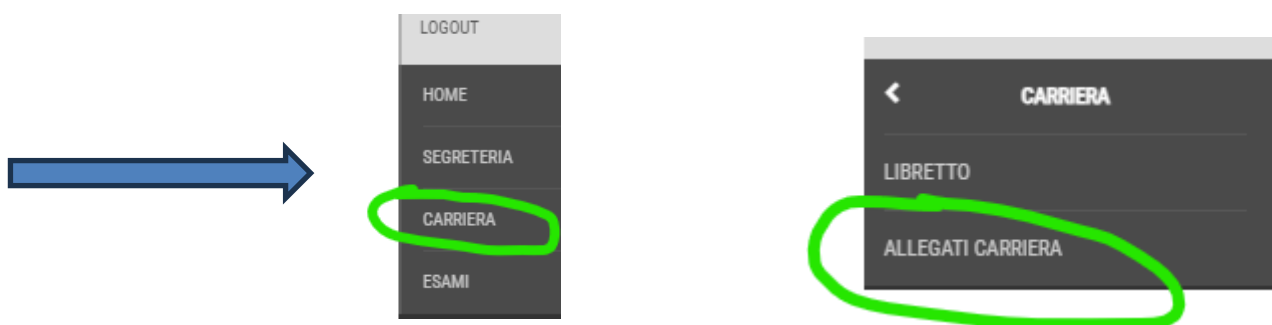 LOGOUT
HOME
SEGRETERIA
CARRIERA
ESAMI
CARRIERA
LIBRETTO
ALLEGATI CARRIERA